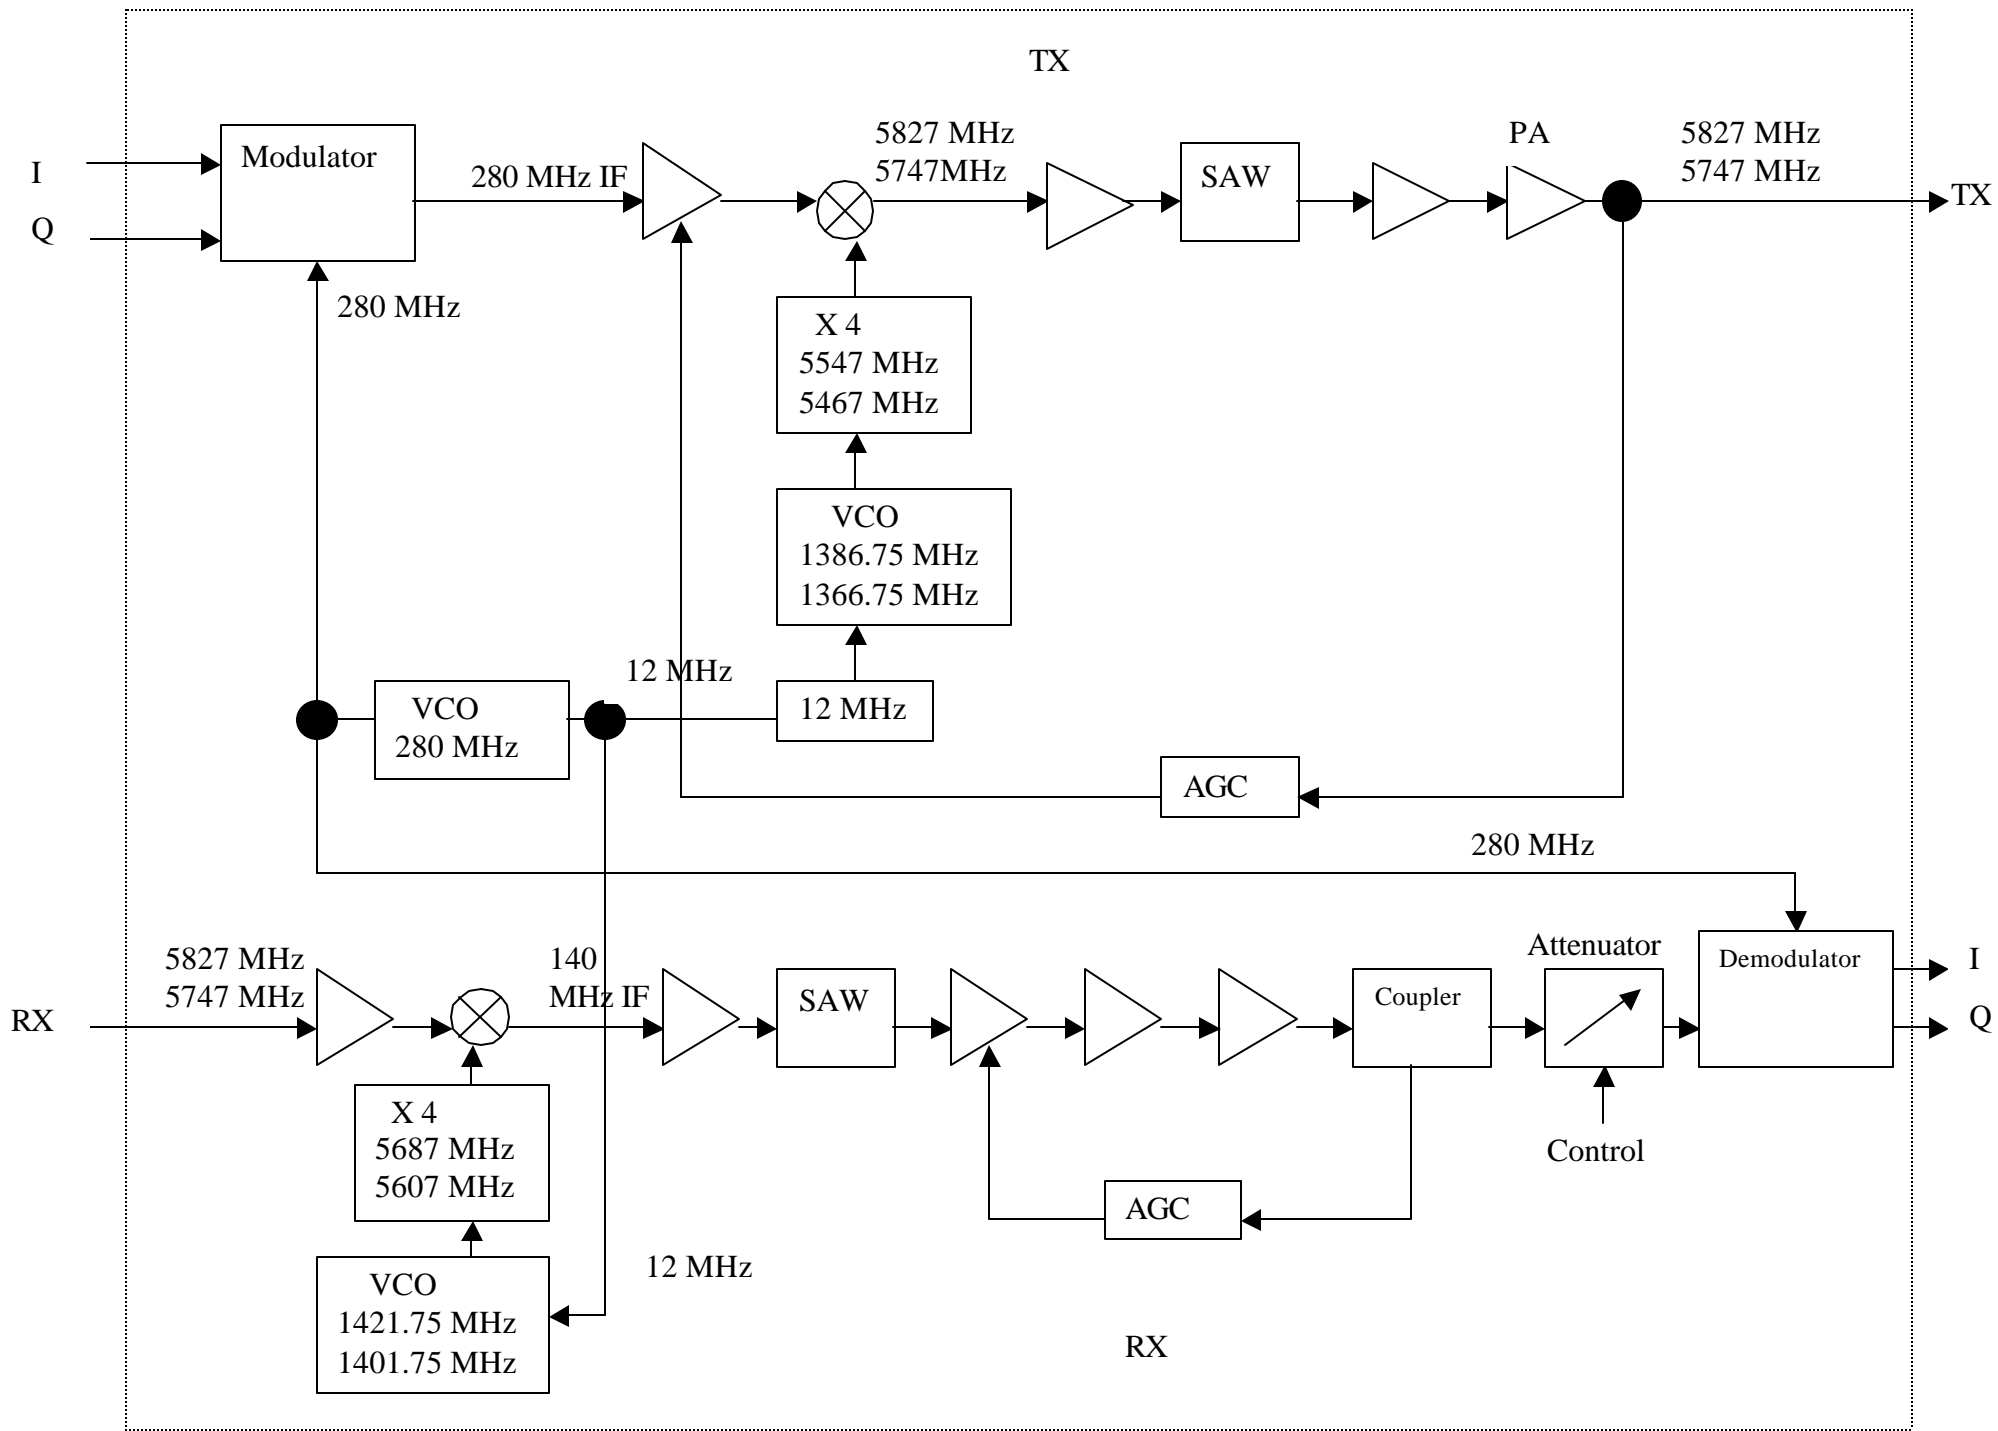 TX
I
Q
Modulator
280 MHz IF
5827 MHz
5747MHz
SAW
PA
5827 MHz
5747 MHz
TX
280 MHz
X 4
5547 MHz
5467 MHz
VCO
1386.75 MHz
1366.75 MHz
12 MHz
VCO
280 MHz
12 MHz
AGC
280 MHz
RX
5827 MHz
5747 MHz
140
MHz IF
SAW
Coupler
Attenuator
Demodulator
I
Q
Control
X 4
5687 MHz
5607 MHz
AGC
VCO
1421.75 MHz
1401.75 MHz
12 MHz
RX